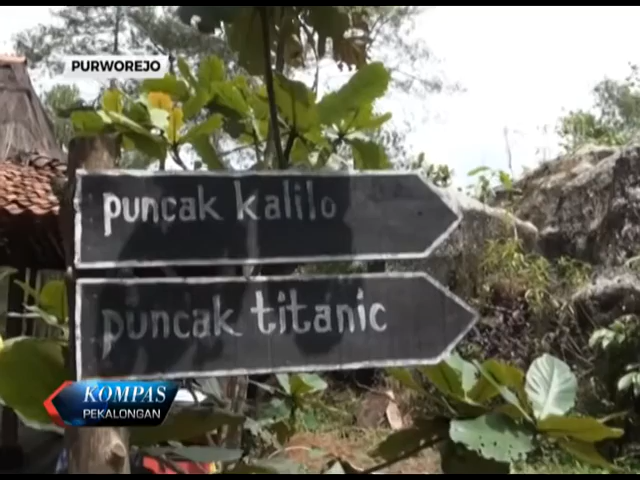 PURWOREJO
puncak kalilo
puncak titanic
KOMPAS
PEKALONGAN